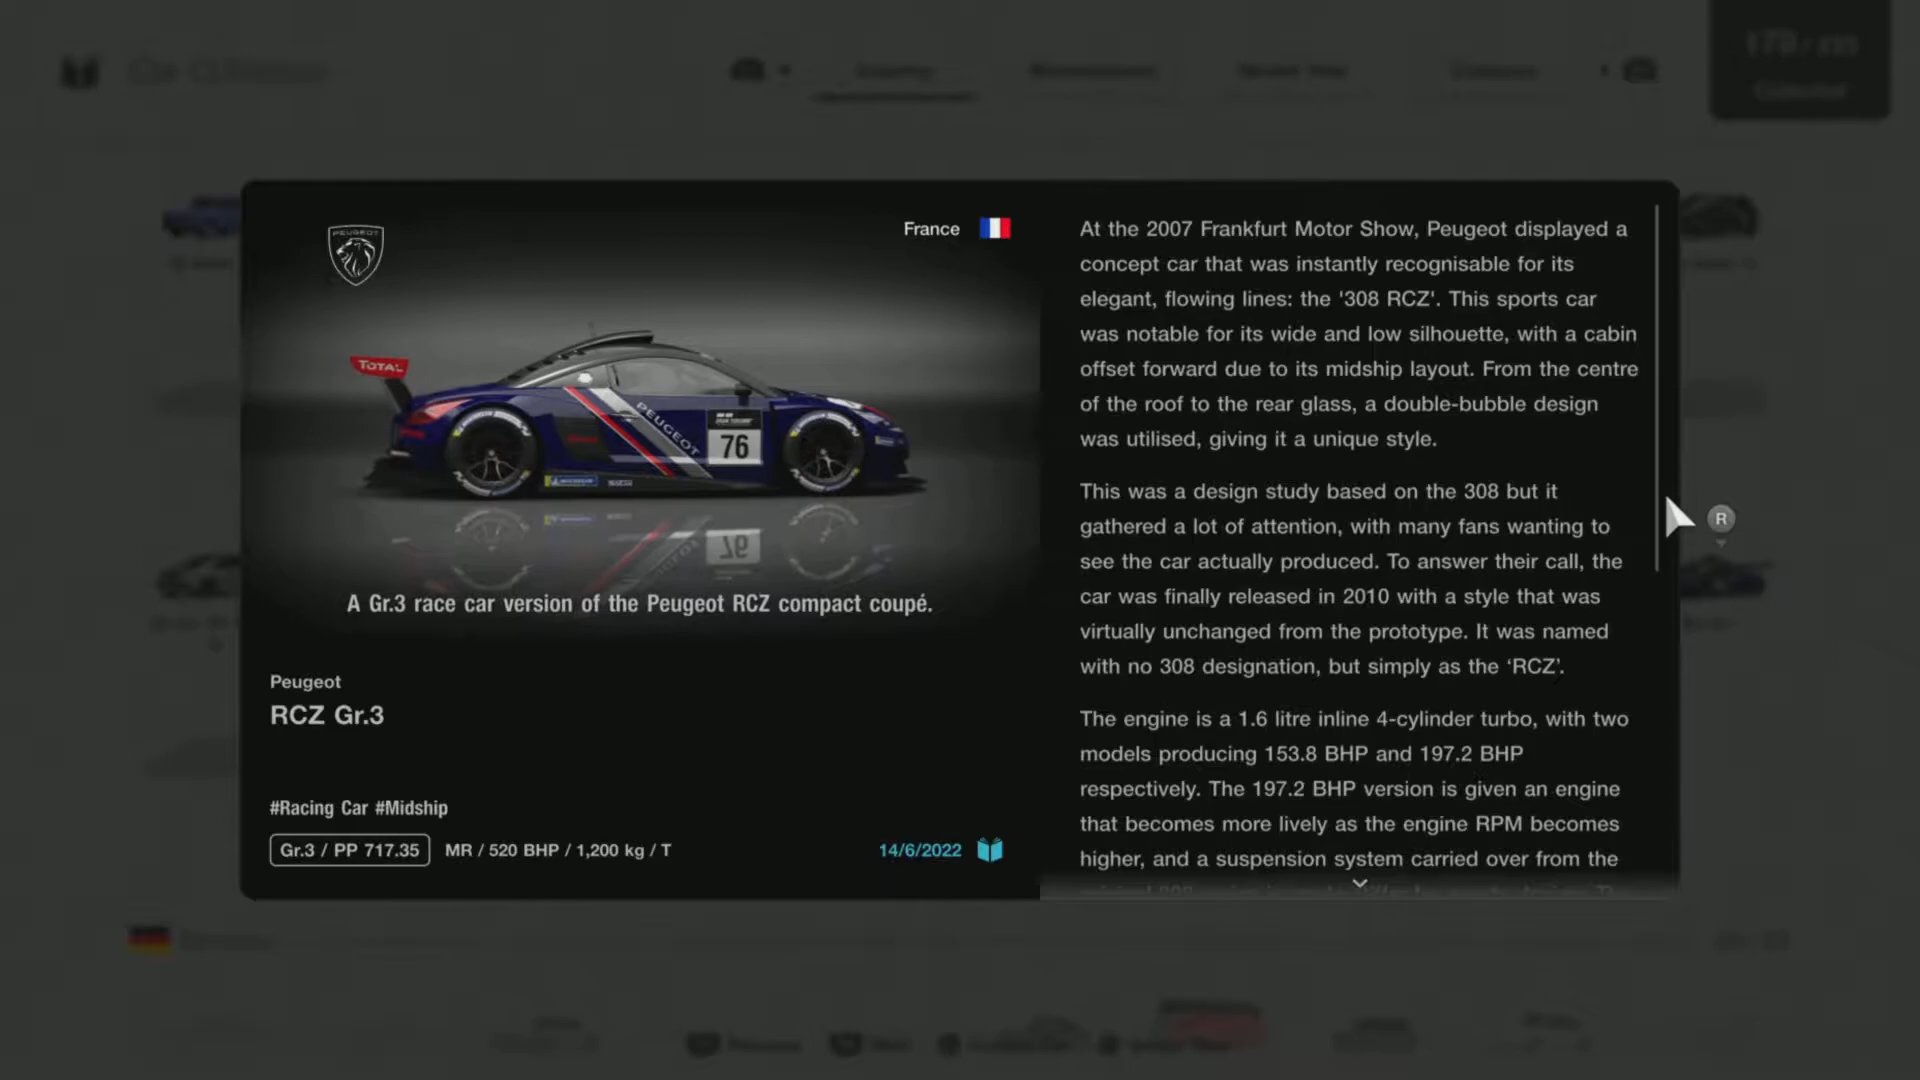 PEUGEOT
France
TOTAL
PEUGEOT
76
A Gr.3 race car version of the Peugeot RCZ compact coupé.
Peugeot
RCZ Gr.3
#Racing Car #Midship
Gr.3 / PP 717.35 MR / 520 BHP / 1,200 kg / T
14/6/2022
At the 2007 Frankfurt Motor Show, Peugeot displayed a
concept car that was instantly recognisable for its
elegant, flowing lines: the '308 RCZ'. This sports car
was notable for its wide and low silhouette, with a cabin
offset forward due to its midship layout. From the centre
of the roof to the rear glass, a double-bubble design
was utilised, giving it a unique style.
This was a design study based on the 308 but it
gathered a lot of attention, with many fans wanting to
see the car actually produced. To answer their call, the
car was finally released in 2010 with a style that was
virtually unchanged from the prototype. It was named
with no 308 designation, but simply as the ‘RCZ’.
The engine is a 1.6 litre inline 4-cylinder turbo, with two
models producing 153.8 BHP and 197.2 BHP
respectively. The 197.2 BHP version is given an engine
that becomes more lively as the engine RPM becomes
higher, and a suspension system carried over from the
R